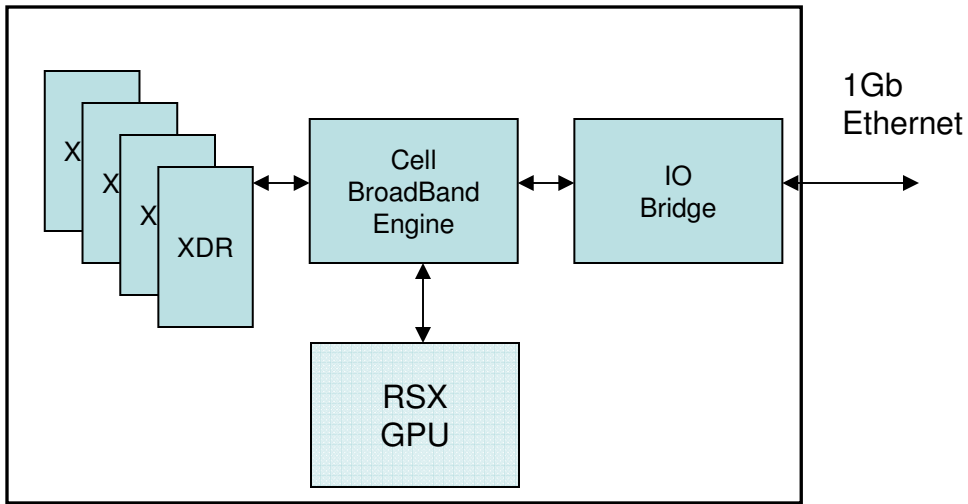 X
X
X
XDR
Cell
BroadBand
Engine
IO
Bridge
1Gb
Ethernet
RSX
GPU